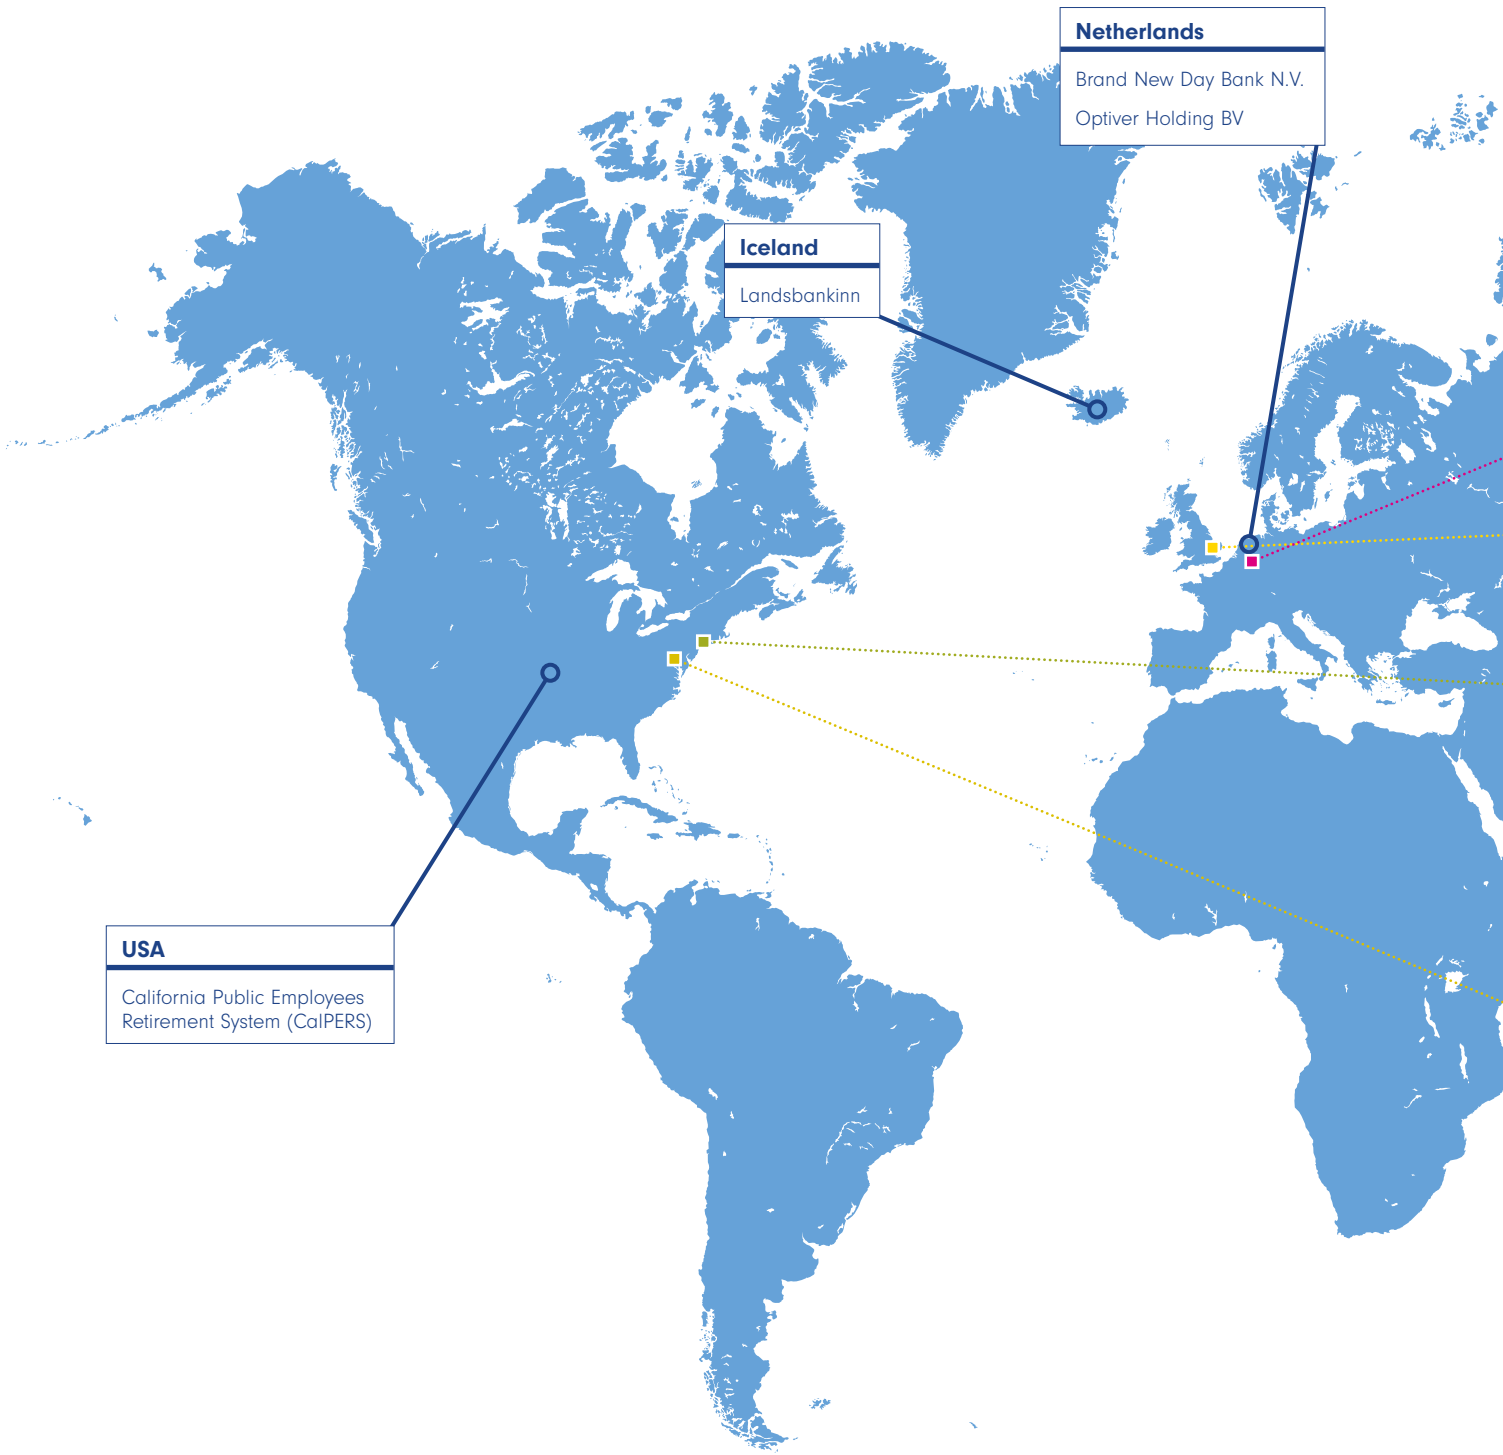 Netherlands
Brand New Day Bank N.V.
Optiver Holding BV
Iceland
Landsbankinn
USA
California Public Employees
Retirement System (CalPERS)